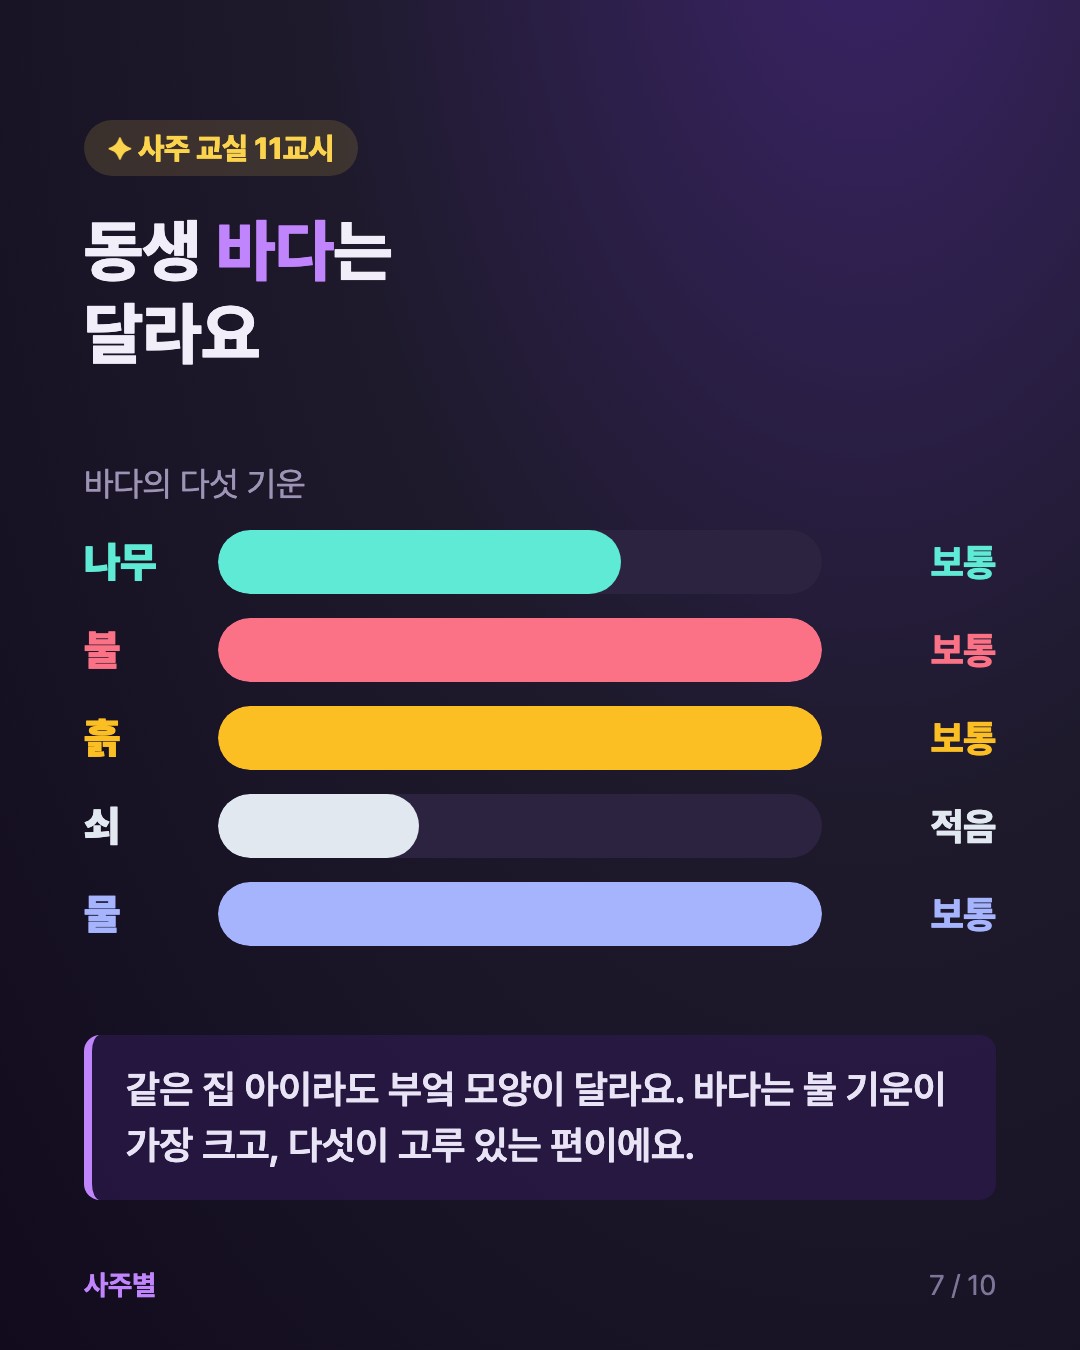 ✦ 사주 교실 11교시
동생 바다는
달라요
바다의 다섯 기운
나무 보통
불 보통
흙 보통
쇠 적음
물 보통
같은 집 아이라도 부엌 모양이 달라요. 바다는 불 기운이
가장 크고, 다섯이 고루 있는 편이에요.
사주별
7 / 10